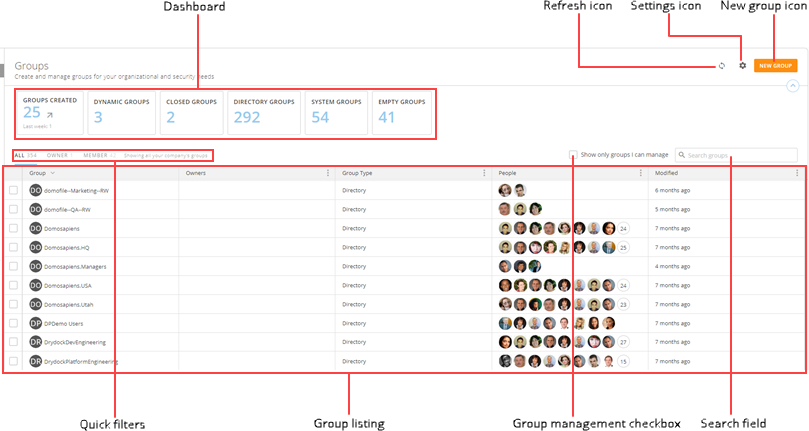 Dashboard
Refresh icon
Settings icon
New group icon
Groups
Create and manage groups for your organizational and security needs
NEW GROUP
GROUPS CREATED
25
Last week: 1
DYNAMIC GROUPS
3
CLOSED GROUPS
2
DIRECTORY GROUPS
292
SYSTEM GROUPS
54
EMPTY GROUPS
41
ALL 354 OWNER 1 MEMBER Showing all your company's groups
Show only groups I can manage
Search groups
Group Owners Group Type People Modified
DO domofile--Marketing--RW Directory 6 months ago
DO domofile--QA--RW Directory 5 months ago
DO Domosapiens Directory 24 7 months ago
DO Domosapiens.HQ Directory 25 7 months ago
DO Domosapiens.Managers Directory 4 months ago
DO Domosapiens.USA Directory 24 7 months ago
DO Domosapiens.Utah Directory 23 7 months ago
DP DPDemo Users Directory 7 months ago
DR DrydockDevEngineering Directory 27 7 months ago
DR DrydockPlatformEngineering Directory 15 7 months ago
Quick filters
Group listing
Group management checkbox
Search field